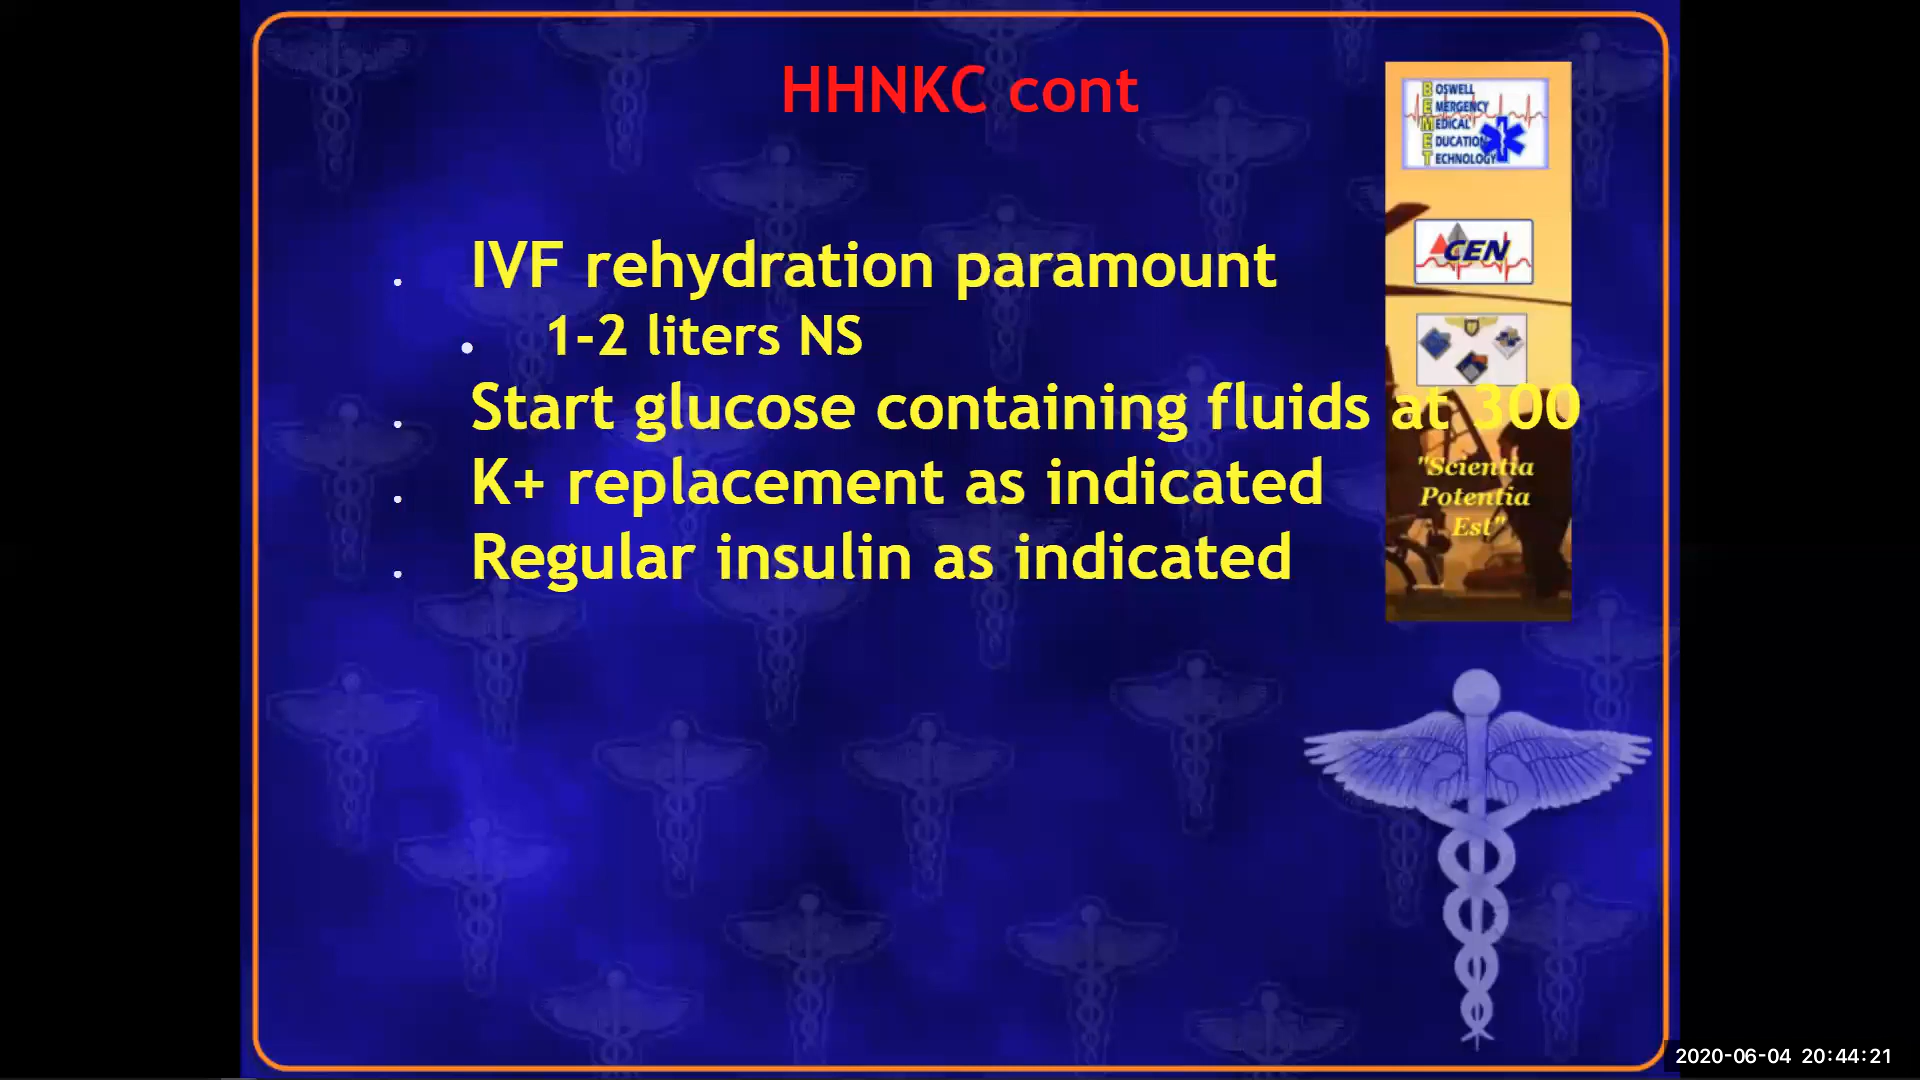 HHNKC cont
IVF rehydration paramount
1-2 liters NS
Start glucose containing fluids at 300
K+ replacement as indicated
Regular insulin as indicated
BOSWELL
EMERGENCY
MEDICAL
EDUCATION
TECHNOLOGY
CEN
"Scientia
Potentia
Est"
2020-06-04 20:44:21